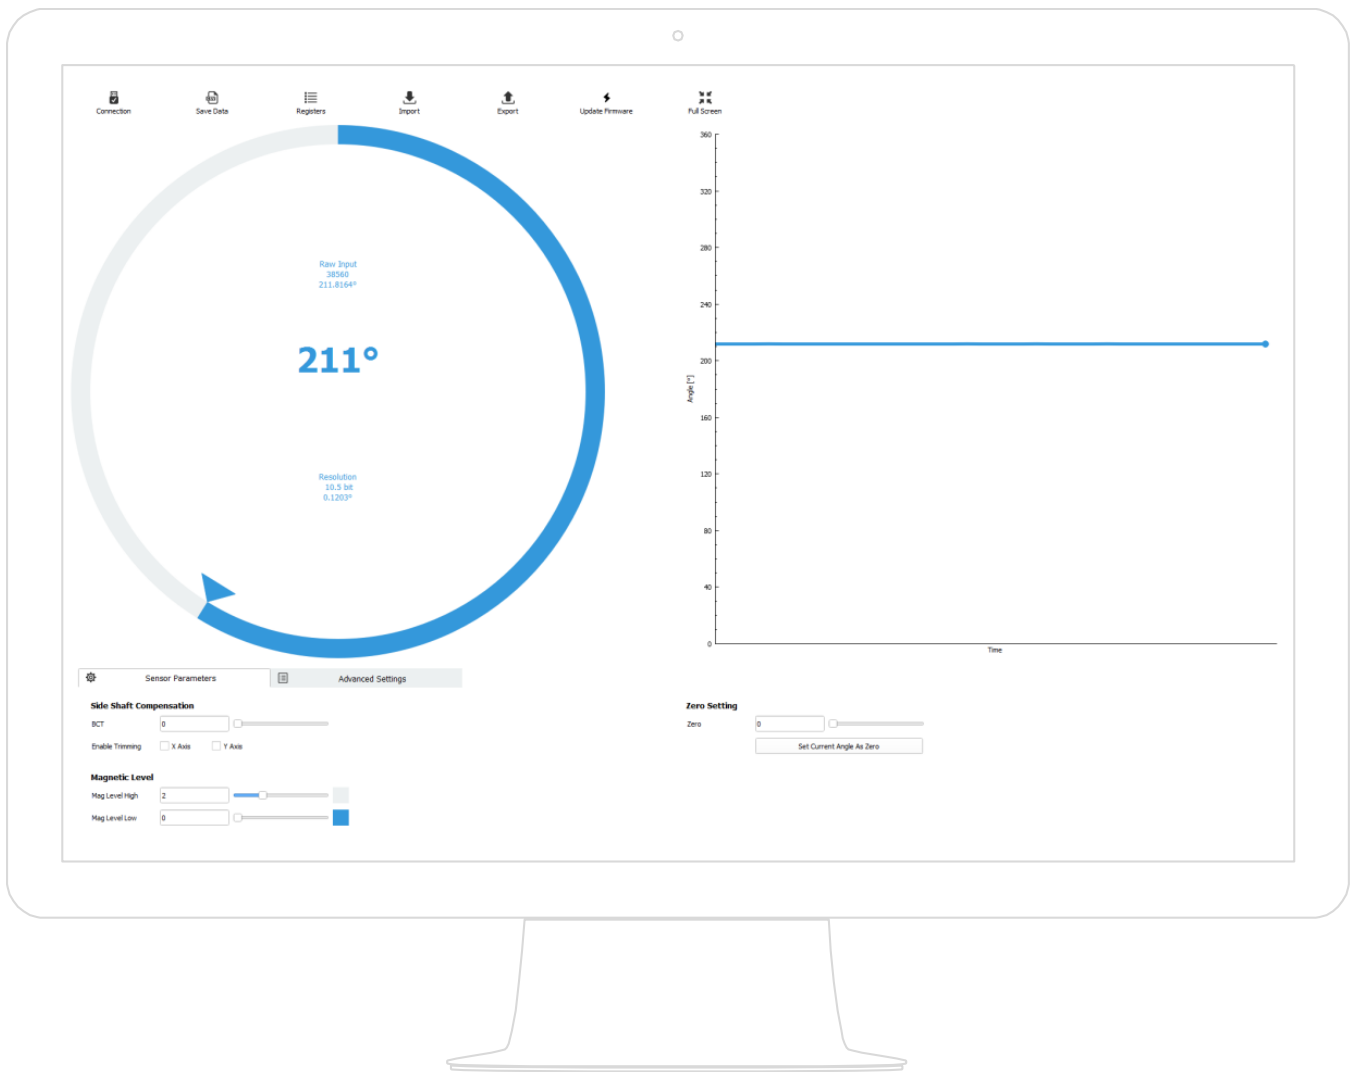 Connection
Save Data
Registers
Import
Export
Update Firmware
Full Screen
Raw Input
38560
211.8164°
211°
Resolution
10.5 bit
0.1203°
360
320
280
240
200
160
120
80
40
0
Angle [°]
Time
Sensor Parameters
Advanced Settings
Side Shaft Compensation
BCT 0
Enable Trimming X Axis Y Axis
Magnetic Level
Mag Level High 2
Mag Level Low 0
Zero Setting
Zero 0
Set Current Angle As Zero